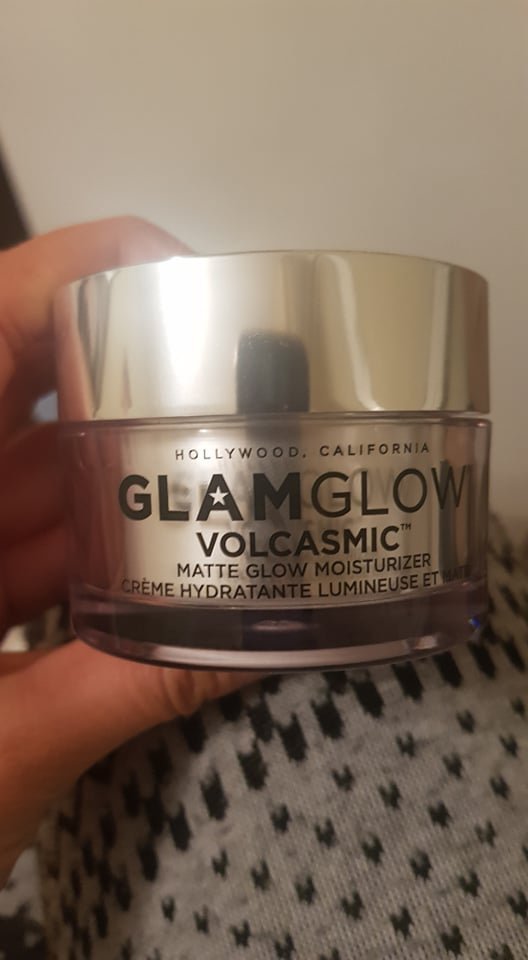 HOLLYWOOD, CALIFORNIA
GLAMGLOW
VOLCASMIC™
MATTE GLOW MOISTURIZER
CRÈME HYDRATANTE LUMINEUSE ET